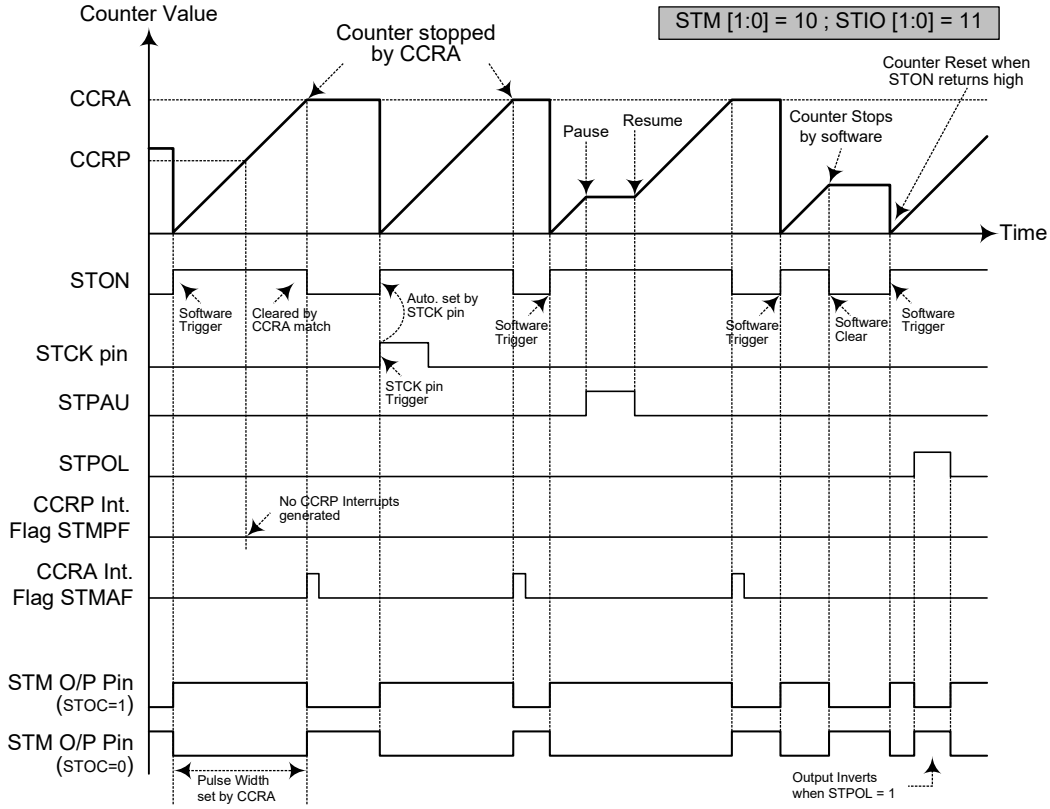 Counter Value
STM [1:0] = 10 ; STIO [1:0] = 11
Counter stopped
by CCRA
Counter Reset when
STON returns high
CCRA
Counter Stops
by software
Pause
Resume
CCRP
Time
STON
Software
Trigger
Cleared by
CCRA match
Auto. set by
STCK pin
Software
Trigger
Software
Trigger
Software
Clear
Software
Trigger
STCK pin
STCK pin
Trigger
STPAU
STPOL
CCRP Int.
Flag STMPF
No CCRP Interrupts
generated
CCRA Int.
Flag STMAF
STM O/P Pin
(STOC=1)
STM O/P Pin
(STOC=0)
Pulse Width
set by CCRA
Output Inverts
when STPOL = 1